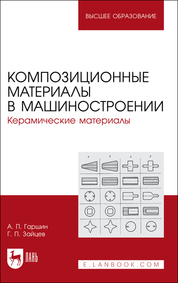 ВЫСШЕЕ ОБРАЗОВАНИЕ
КОМПОЗИЦИОННЫЕ
МАТЕРИАЛЫ
В МАШИНОСТРОЕНИИ
Керамические материалы
А. П. Гаршин
Г. П. Зайцев
ЛАНЬ
E.LANBOOK.COM